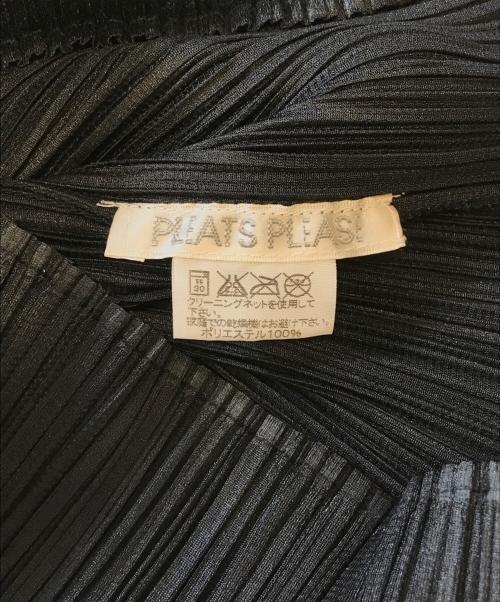 PLEATS PLEAS
クリーニングネットを使用して
下さい。
家庭での乾燥機はお避け下さい。
ポリエステル100%